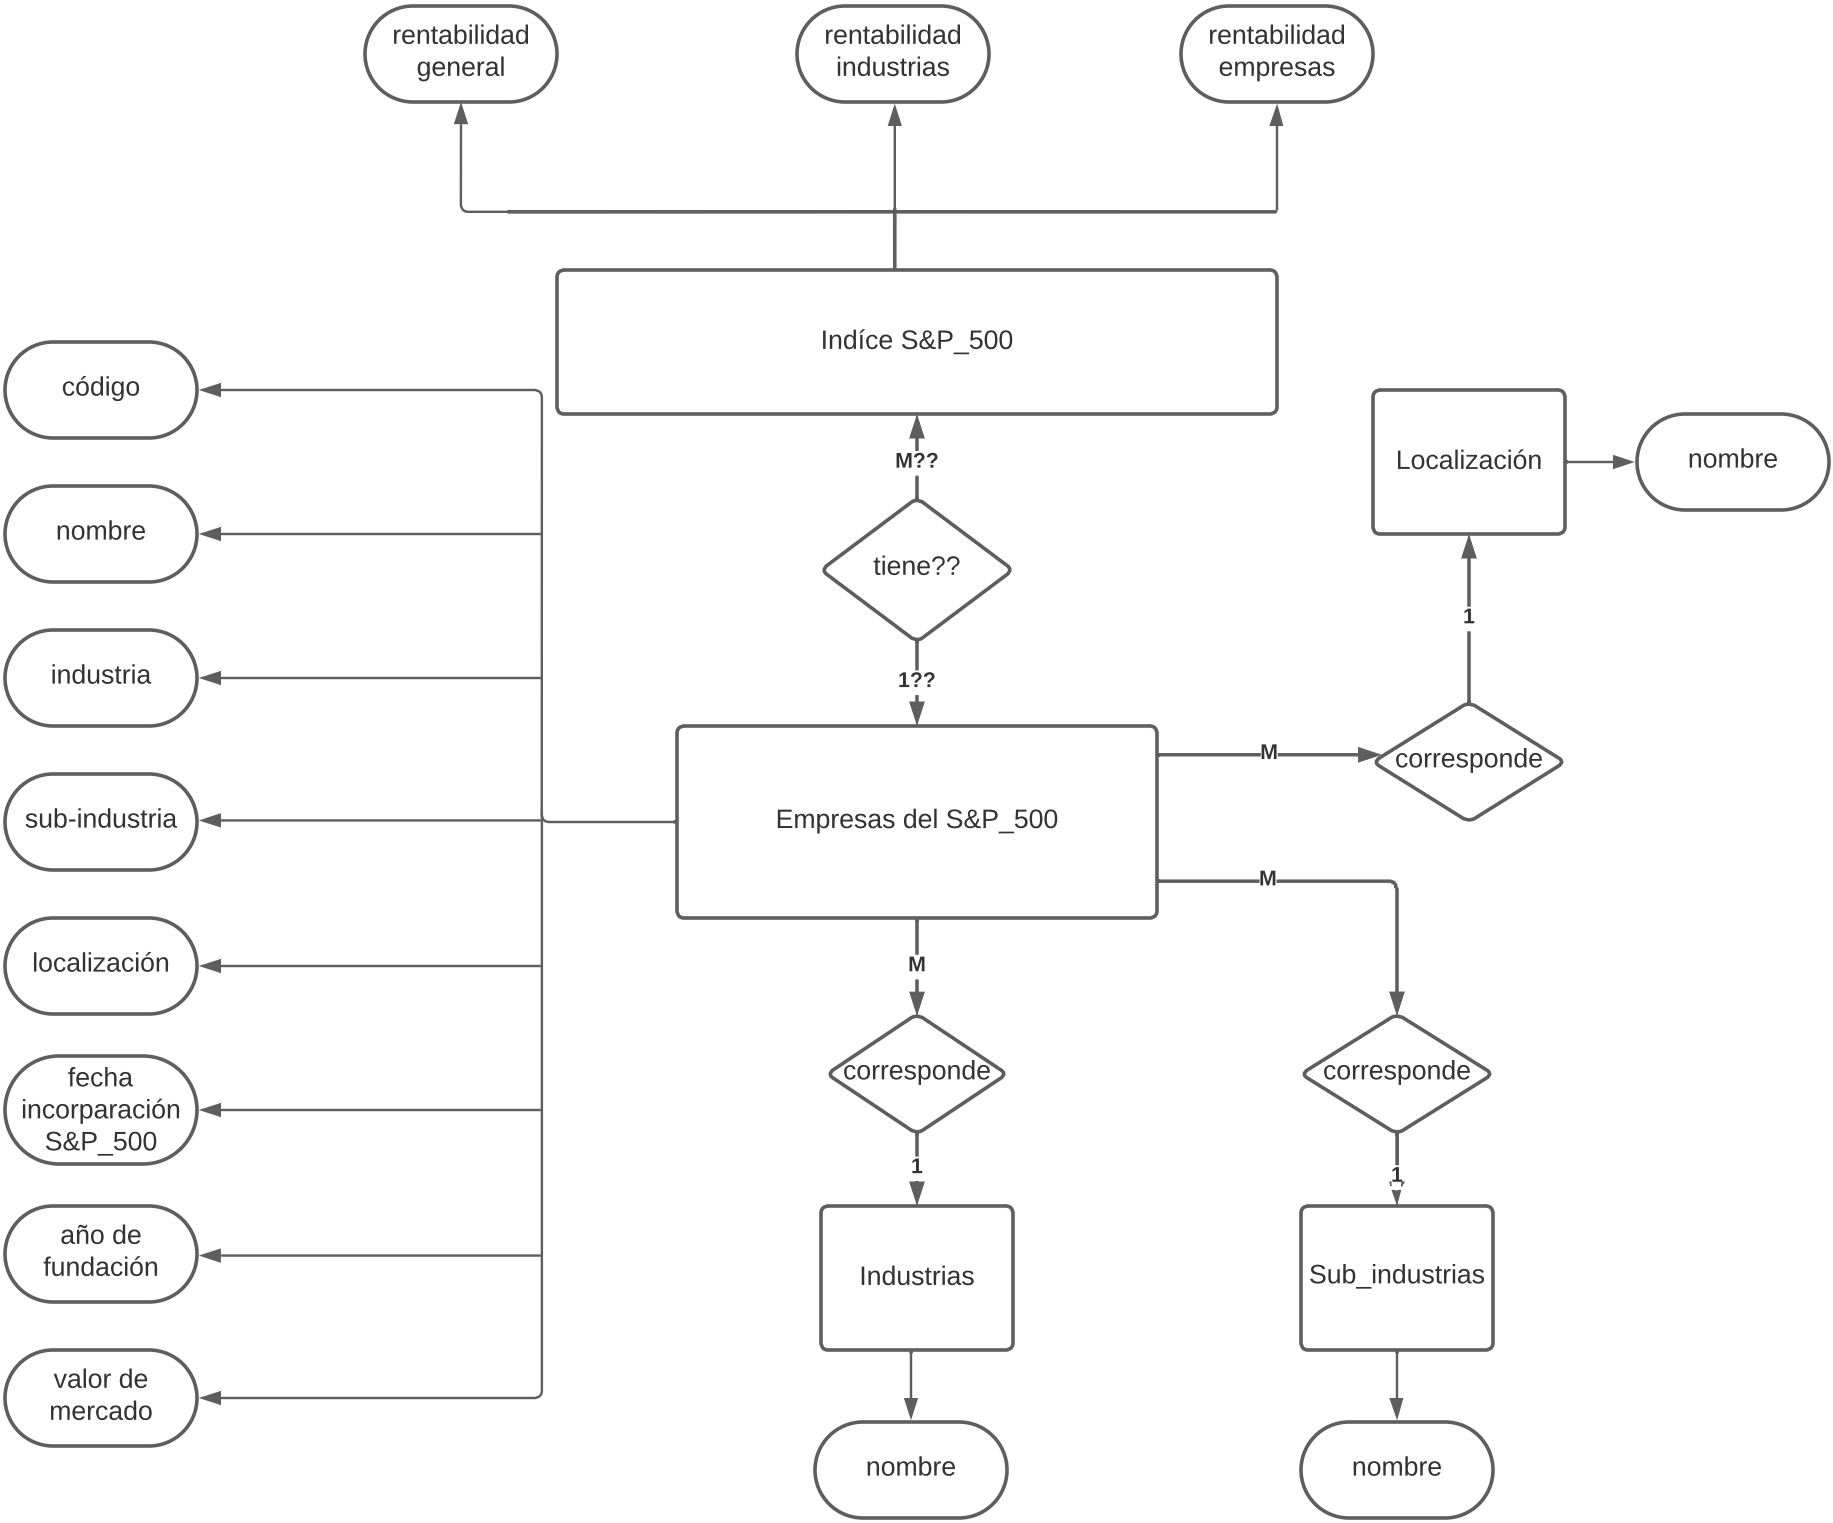 rentabilidad
general
rentabilidad
industrias
rentabilidad
empresas
Indíce S&P_500
código
M??
Localización
nombre
nombre
tiene??
1
industria
1??
M
corresponde
sub-industria
Empresas del S&P_500
M
localización
M
fecha
incorparación
S&P_500
corresponde
corresponde
1
1
año de
fundación
Industrias
Sub_industrias
valor de
mercado
nombre
nombre